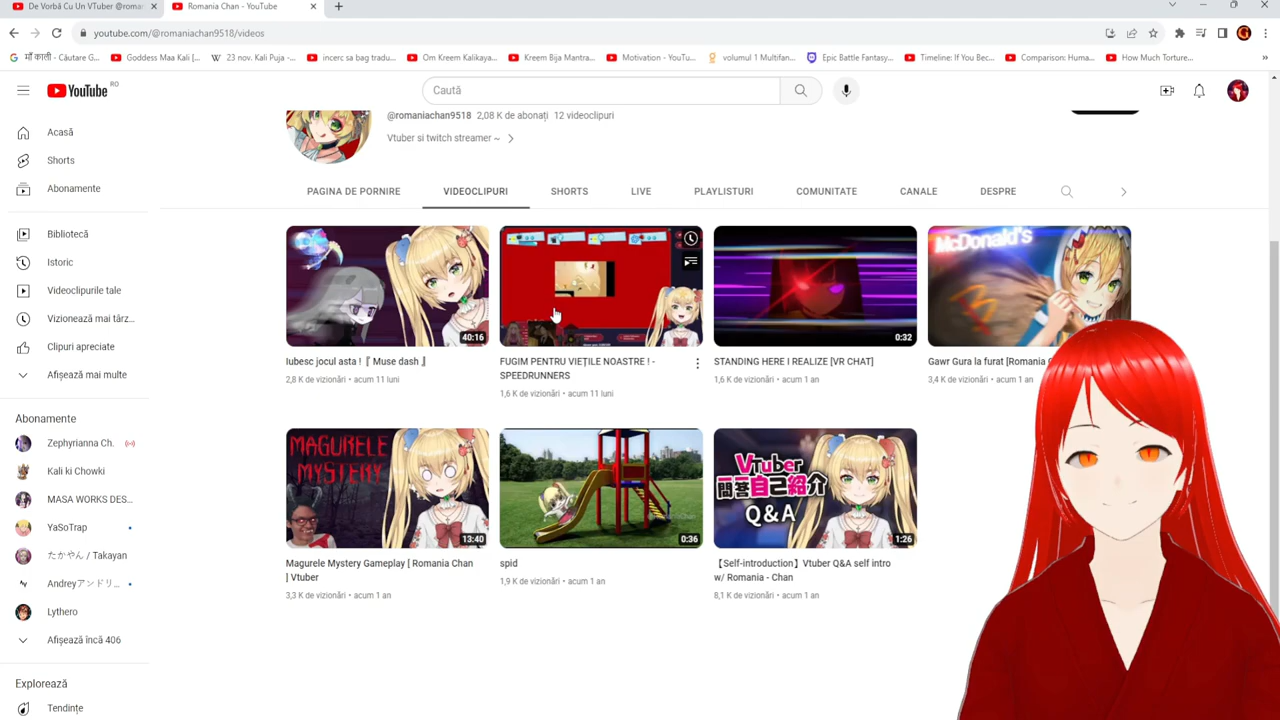 De Vorbă Cu Un VTuber @romar
Romania Chan - YouTube
youtube.com/@romaniachan9518/videos
माँ काली - Căutare G...
Goddess Maa Kali [...
23 nov. Kali Puja -...
incerc sa bag tradu...
Om Kreem Kalikaya...
Kreem Bija Mantra...
Motivation - YouTu...
volumul 1 Multifan...
Epic Battle Fantasy...
Timeline: If You Bec...
Comparison: Huma...
How Much Torture...
YouTube RO
Caută
@romaniachan9518 2,08 K de abonați 12 videoclipuri
Vtuber si twitch streamer ~
Acasă
Shorts
Abonamente
Bibliotecă
Istoric
Videoclipurile tale
Vizionează mai târz...
Clipuri apreciate
Afișează mai multe
Abonamente
Zephyrianna Ch.
Kali ki Chowki
MASA WORKS DES...
YaSoTrap
たかやん / Takayan
Andreyアンドリ...
Lythero
Afișează încă 406
Explorează
Tendințe
PAGINA DE PORNIRE
VIDEOCLIPURI
SHORTS
LIVE
PLAYLISTURI
COMUNITATE
CANALE
DESPRE
40:16
Iubesc jocul asta !『 Muse dash 』
2,8 K de vizionări • acum 11 luni
FUGIM PENTRU VIEȚILE NOASTRE ! -
SPEEDRUNNERS
1,6 K de vizionări • acum 11 luni
0:32
STANDING HERE I REALIZE [VR CHAT]
1,6 K de vizionări • acum 1 an
McDonald's
Gawr Gura la furat [Romania
3,4 K de vizionări • acum 1 an
MAGURELE
MYSTERY
13:40
Magurele Mystery Gameplay [ Romania Chan
] Vtuber
3,3 K de vizionări • acum 1 an
0:36
spid
1,9 K de vizionări • acum 1 an
Vtuber
問答自己紹介
Q&A
1:26
【Self-introduction】Vtuber Q&A self intro
w/ Romania - Chan
8,1 K de vizionări • acum 1 an